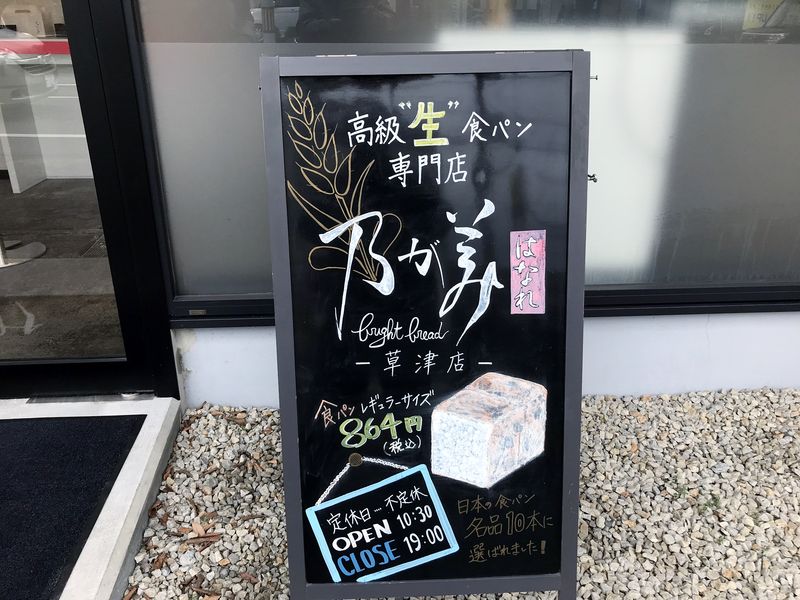 高級"生"食パン
専門店
乃が美
はなれ
bright bread
-草津店-
食パンレギュラーサイズ
864円
(税込)
定休日-不定休
OPEN 10:30
CLOSE 19:00
日本の食パン
名品10本に
選ばれました!